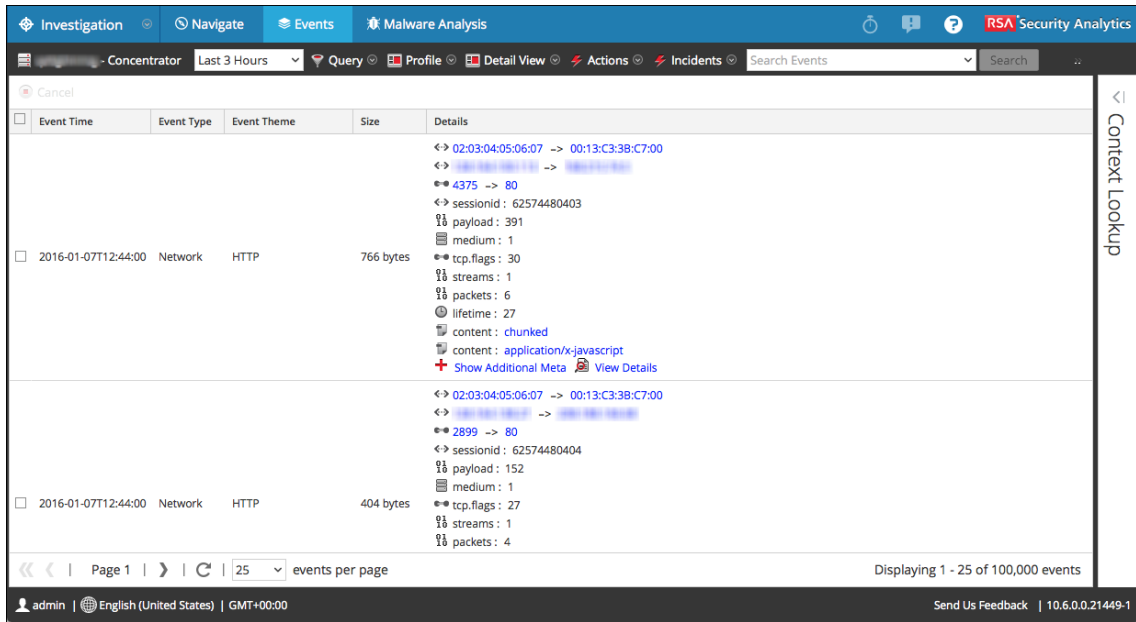 Investigation Navigate Events Malware Analysis RSA Security Analytics
- Concentrator Last 3 Hours Query Profile Detail View Actions Incidents Search Events Search
Cancel
Context Lookup
Event Time Event Type Event Theme Size Details
02:03:04:05:06:07 -> 00:13:C3:3B:C7:00
->
4375 -> 80
sessionid : 62574480403
payload : 391
medium : 1
2016-01-07T12:44:00 Network HTTP 766 bytes tcp.flags : 30
streams : 1
packets : 6
lifetime : 27
content : chunked
content : application/x-javascript
Show Additional Meta View Details
02:03:04:05:06:07 -> 00:13:C3:3B:C7:00
->
2899 -> 80
sessionid : 62574480404
payload : 152
medium : 1
2016-01-07T12:44:00 Network HTTP 404 bytes tcp.flags : 27
streams : 1
packets : 4
Page 1 25 events per page Displaying 1 - 25 of 100,000 events
admin | English (United States) | GMT+00:00 Send Us Feedback | 10.6.0.0.21449-1